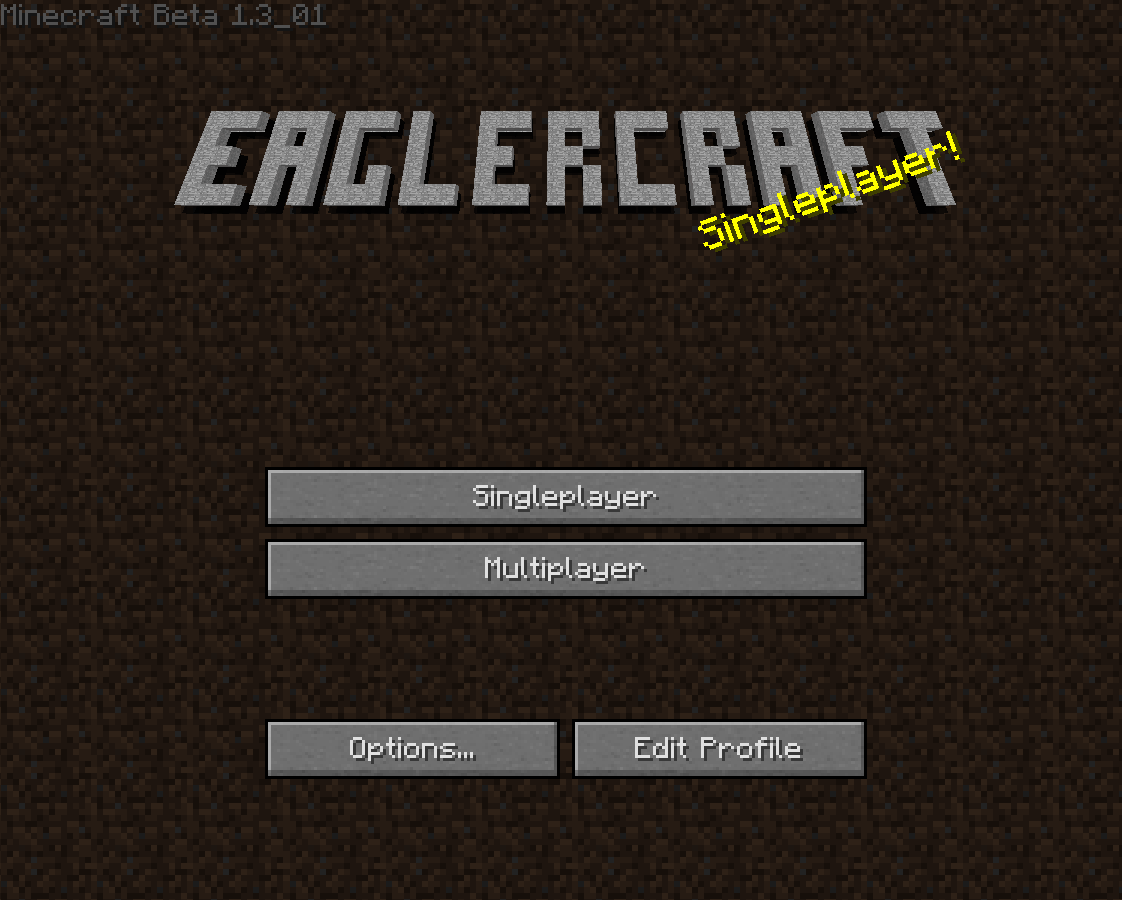 Minecraft Beta 1.3_01
EAGLERCRAFT
Singleplayer!
Singleplayer
Multiplayer
Options...
Edit Profile